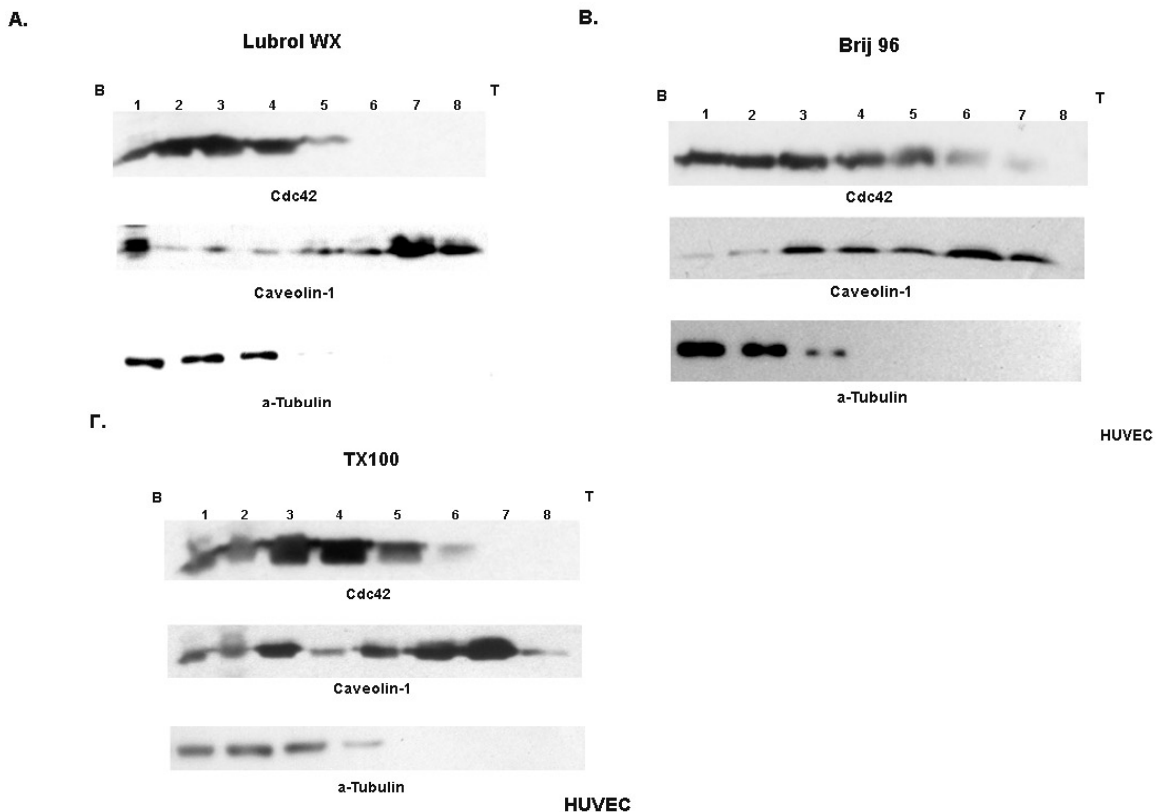 A.
Lubrol WX
B T
1 2 3 4 5 6 7 8
Cdc42
Caveolin-1
a-Tubulin
B.
Brij 96
B T
1 2 3 4 5 6 7 8
Cdc42
Caveolin-1
a-Tubulin
HUVEC
Γ.
TX100
B T
1 2 3 4 5 6 7 8
Cdc42
Caveolin-1
a-Tubulin
HUVEC